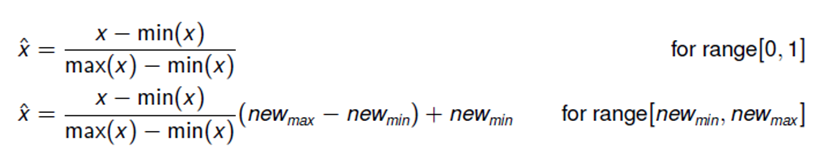 x̂ = (x − min(x)) / (max(x) − min(x)) for range[0, 1]
x̂ = (x − min(x)) / (max(x) − min(x)) (new_max − new_min) + new_min for range[new_min, new_max]